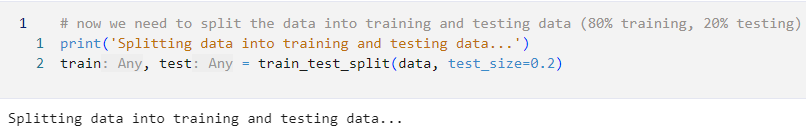 1 # now we need to split the data into training and testing data (80% training, 20% testing)
1 print('Splitting data into training and testing data...')
2 train: Any, test: Any = train_test_split(data, test_size=0.2)
Splitting data into training and testing data...